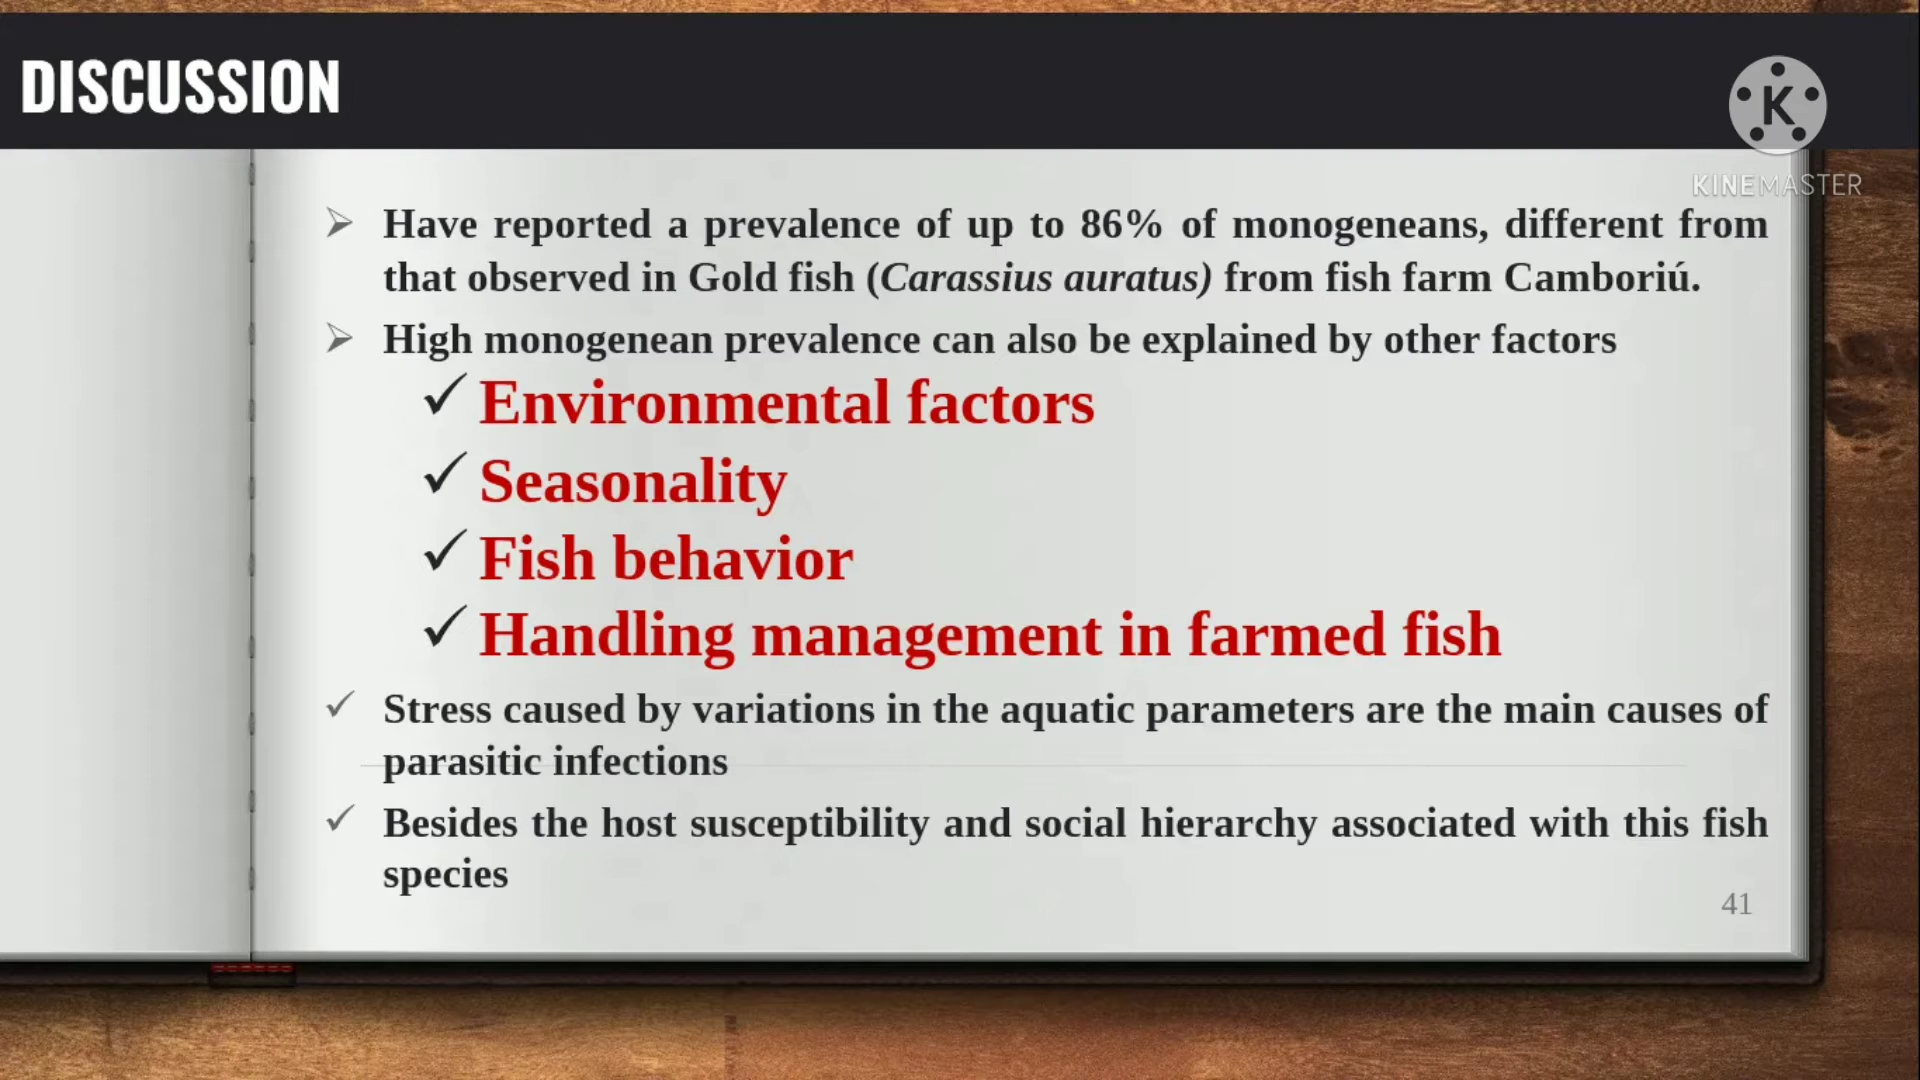 DISCUSSION
K
KINEMASTER
Have reported a prevalence of up to 86% of monogeneans, different from
that observed in Gold fish (Carassius auratus) from fish farm Camboriú.
High monogenean prevalence can also be explained by other factors
Environmental factors
Seasonality
Fish behavior
Handling management in farmed fish
Stress caused by variations in the aquatic parameters are the main causes of
parasitic infections
Besides the host susceptibility and social hierarchy associated with this fish
species
41